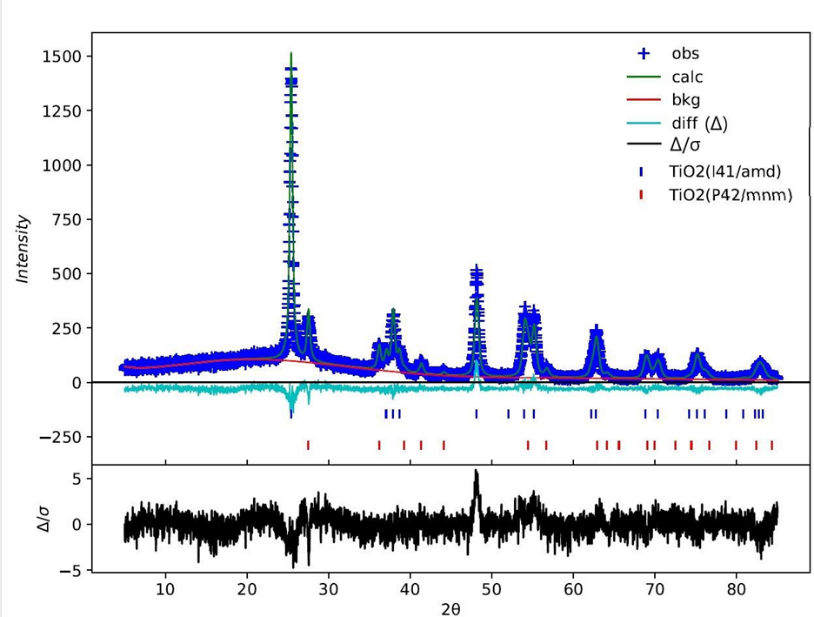 1500
1250
1000
750
500
250
0
−250
Intensity
obs
calc
bkg
diff (Δ)
Δ/σ
TiO2(I41/amd)
TiO2(P42/mnm)
5
0
−5
Δ/σ
10 20 30 40 50 60 70 80
2θ